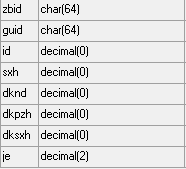 zbid char(64)
guid char(64)
id decimal(0)
sxh decimal(0)
dknd decimal(0)
dkpzh decimal(0)
dksxh decimal(0)
je decimal(2)